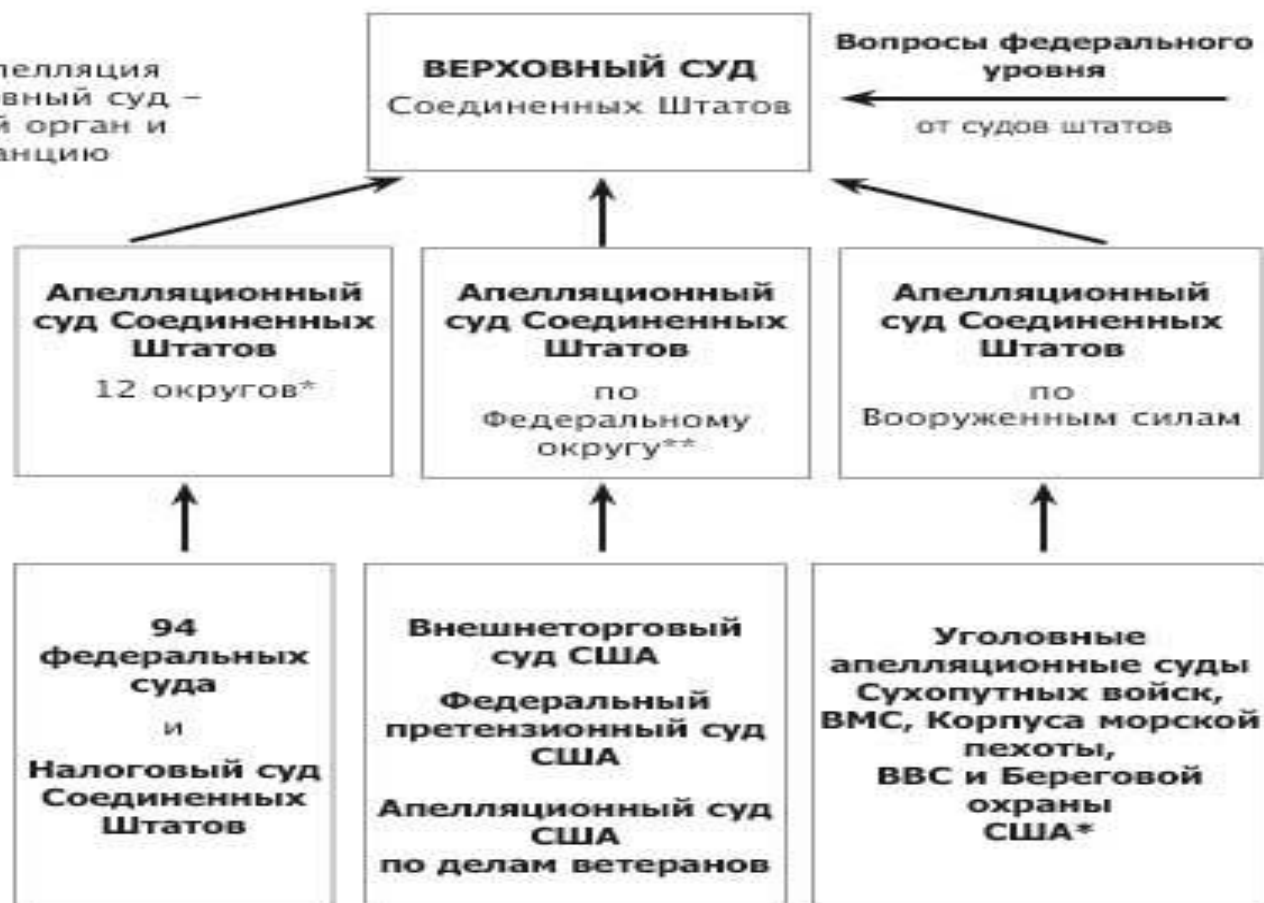 ВЕРХОВНЫЙ СУД
Соединенных Штатов
Вопросы федерального
уровня
от судов штатов
суд –
орган и
Апелляционный
суд Соединенных
Штатов
12 округов*
Апелляционный
суд Соединенных
Штатов
по
Федеральному
округу**
Апелляционный
суд Соединенных
Штатов
по
Вооруженным силам
94
федеральных
суда
и
Налоговый суд
Соединенных
Штатов
Внешнеторговый
суд США
Федеральный
претензионный суд
США
Апелляционный суд
США
по делам ветеранов
Уголовные
апелляционные суды
Сухопутных войск,
ВМС, Корпуса морской
пехоты,
ВВС и Береговой
охраны
США*